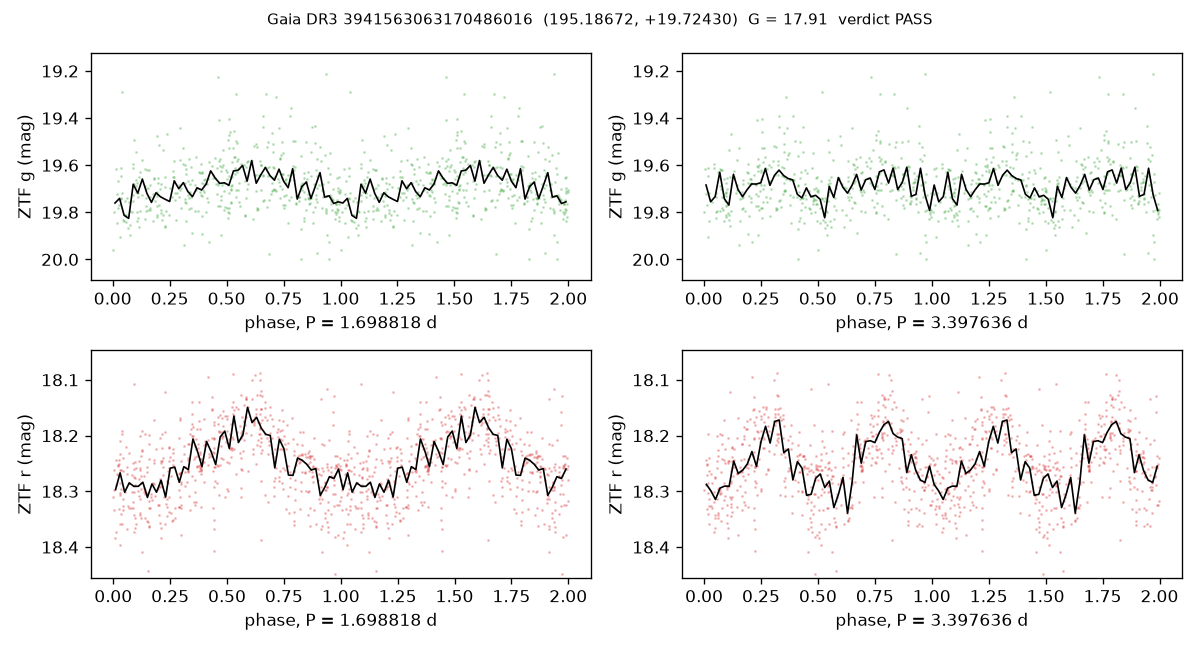 Gaia DR3 3941563063170486016  (195.18672, +19.72430)  G = 17.91  verdict PASS
ZTF g (mag)
19.2
19.4
19.6
19.8
20.0
0.00 0.25 0.50 0.75 1.00 1.25 1.50 1.75 2.00
phase, P = 1.698818 d
ZTF g (mag)
19.2
19.4
19.6
19.8
20.0
0.00 0.25 0.50 0.75 1.00 1.25 1.50 1.75 2.00
phase, P = 3.397636 d
ZTF r (mag)
18.1
18.2
18.3
18.4
0.00 0.25 0.50 0.75 1.00 1.25 1.50 1.75 2.00
phase, P = 1.698818 d
ZTF r (mag)
18.1
18.2
18.3
18.4
0.00 0.25 0.50 0.75 1.00 1.25 1.50 1.75 2.00
phase, P = 3.397636 d